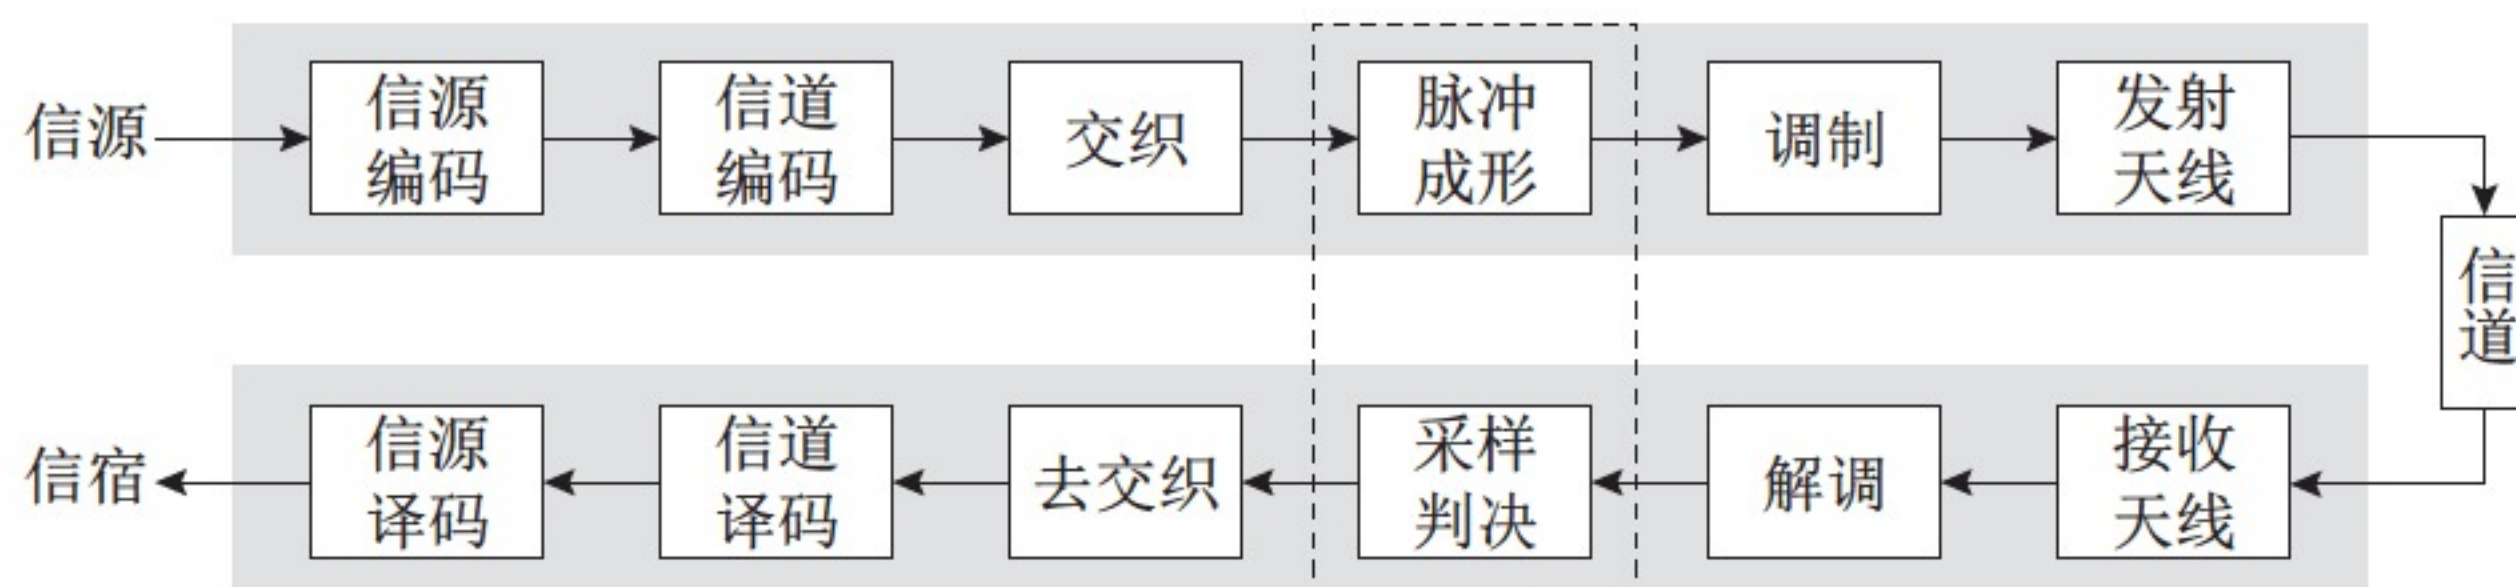 信源
信源
编码
信道
编码
交织
脉冲
成形
调制
发射
天线
信
道
信宿
信源
译码
信道
译码
去交织
采样
判决
解调
接收
天线